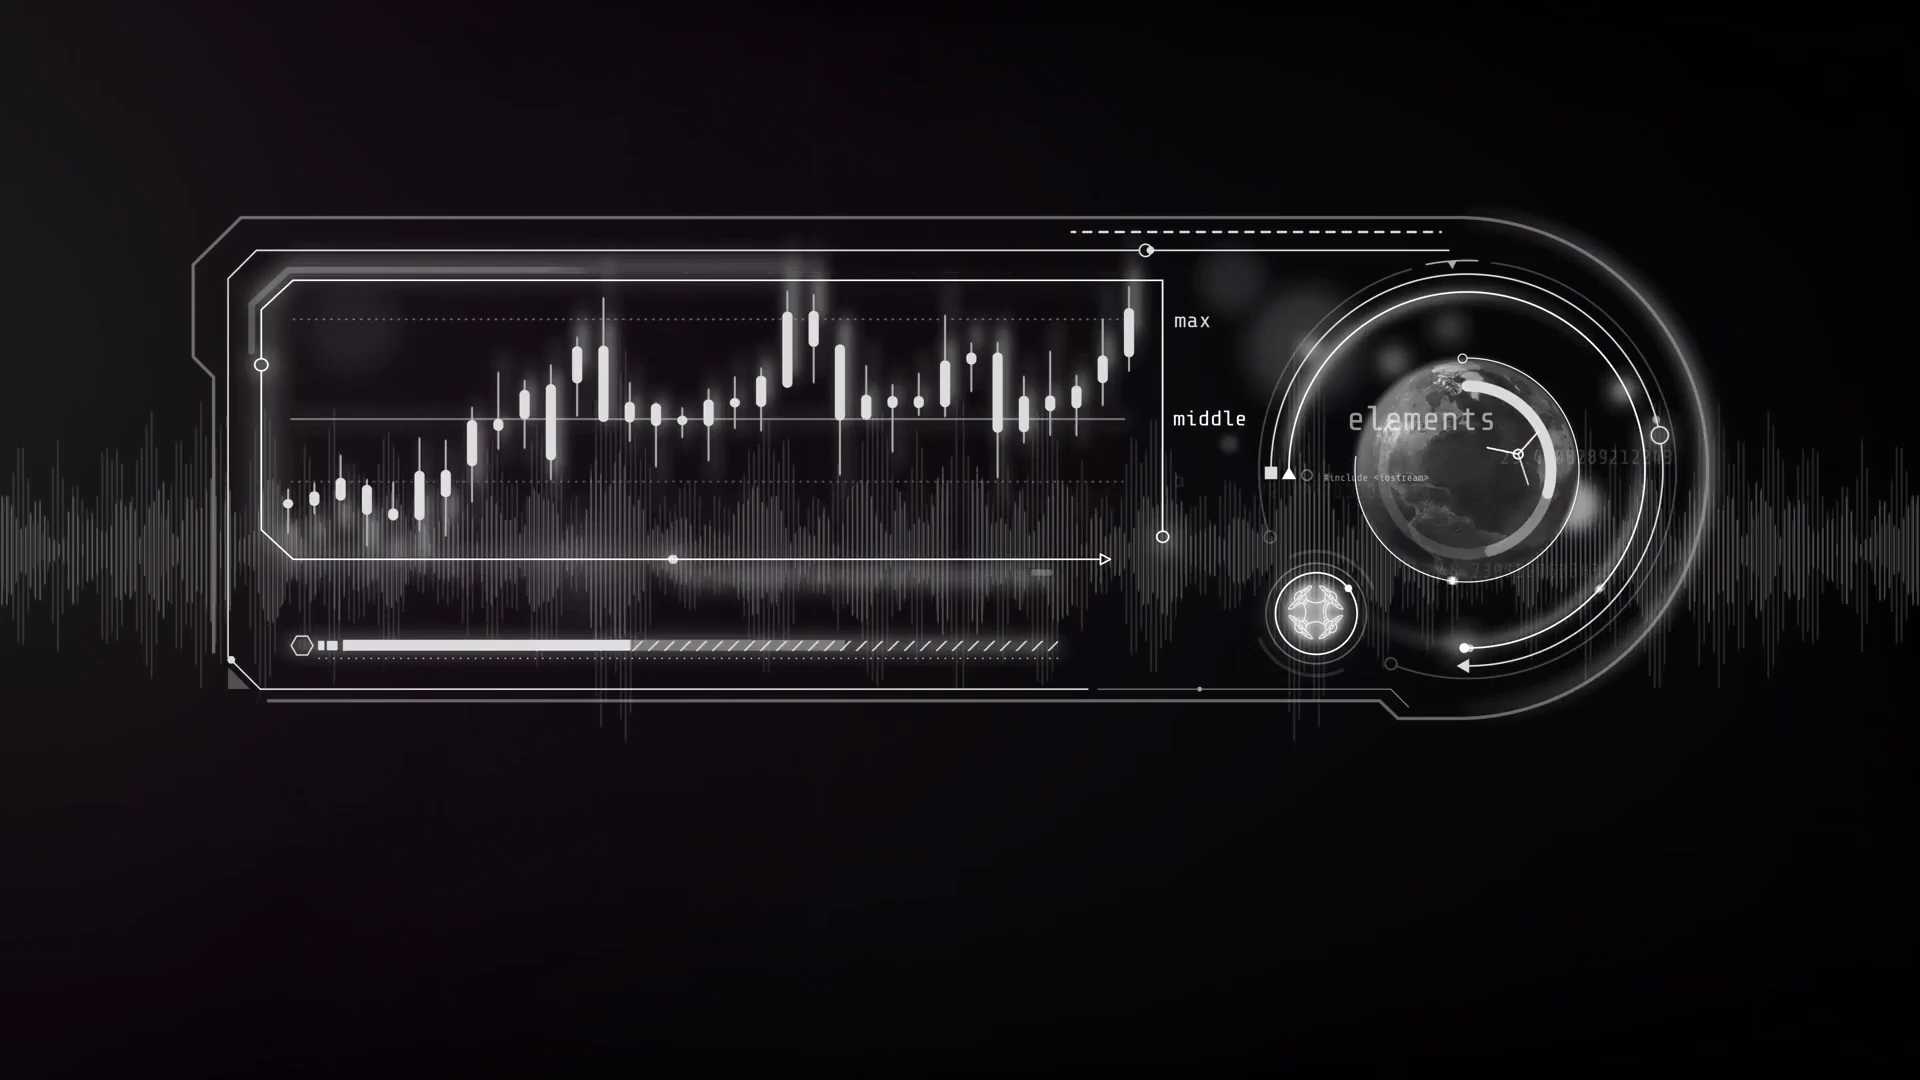 max
middle
elements
#include <iostream>